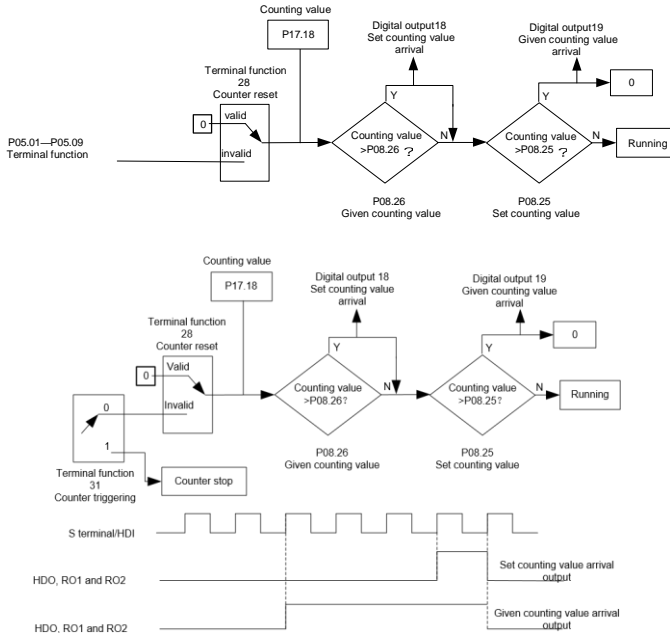 Counting value
P17.18
Digital output18
Set counting value
arrival
Digital output19
Given counting value
arrival
Terminal function
28
Counter reset
0
valid
invalid
P05.01—P05.09
Terminal function
Y
Counting value
>P08.26 ?
N
Y
Counting value
>P08.25 ?
N
0
Running
P08.26
Given counting value
P08.25
Set counting value
Counting value
P17.18
Digital output 18
Set counting value
arrival
Digital output 19
Given counting value
arrival
Terminal function
28
Counter reset
0
Valid
Invalid
Y
Counting value
>P08.26?
N
Y
Counting value
>P08.25?
N
0
Running
0
1
P08.26
Given counting value
P08.25
Set counting value
Terminal function
31
Counter triggering
Counter stop
S terminal/HDI
HDO, RO1 and RO2
Set counting value arrival
output
HDO, RO1 and RO2
Given counting value arrival
output